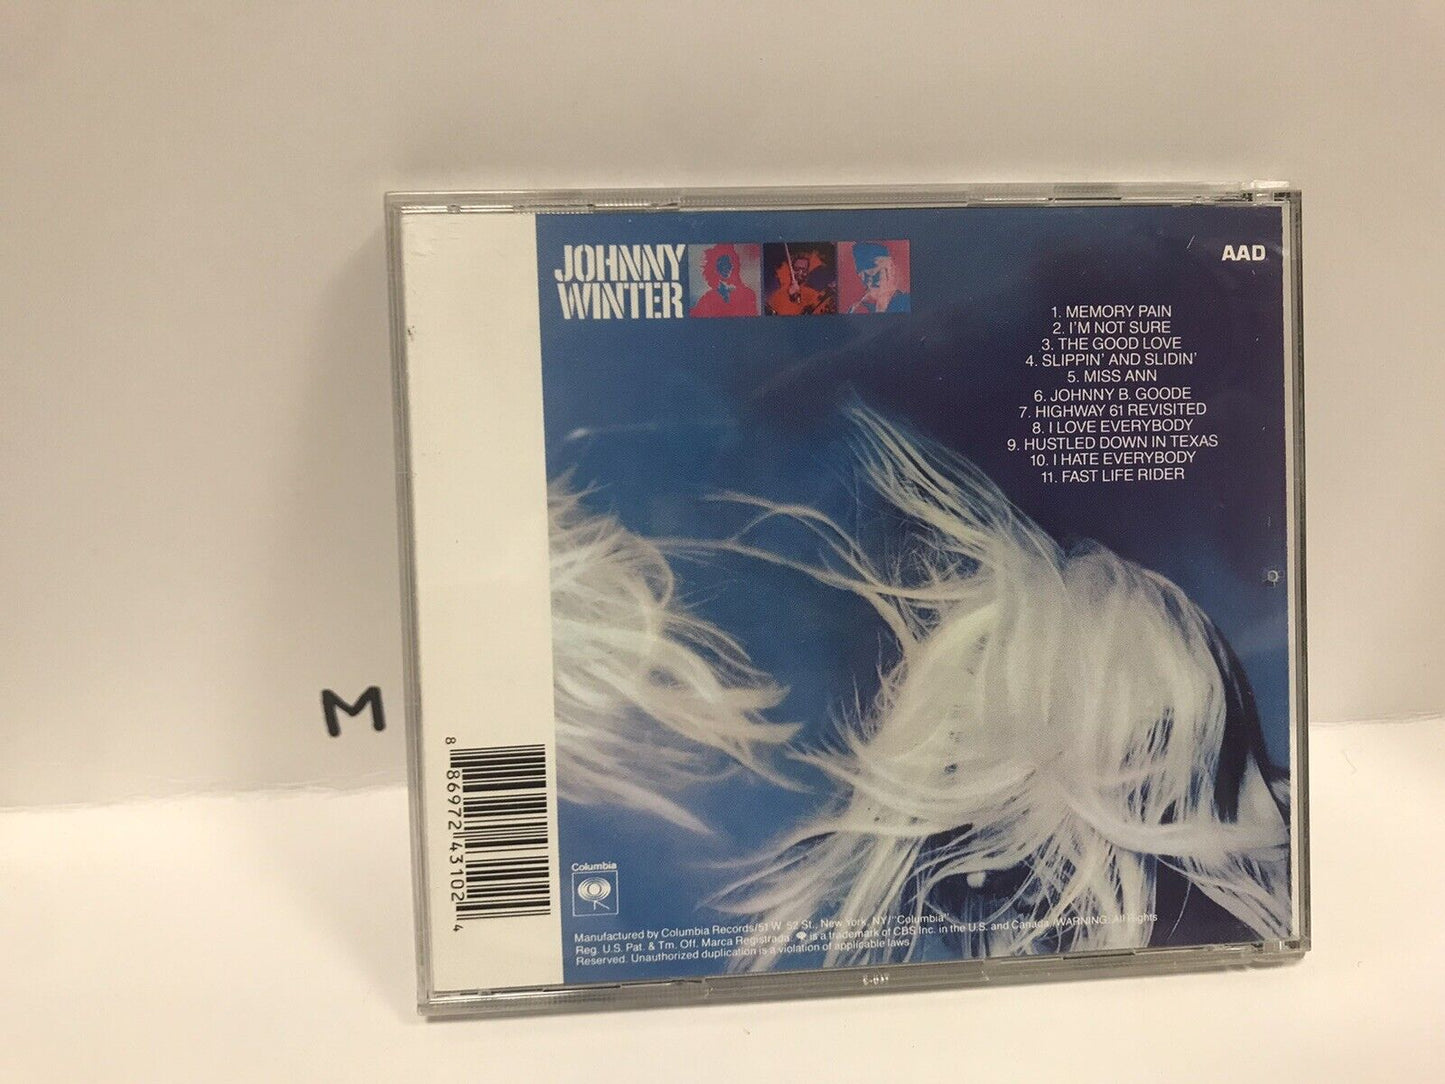 JOHNNY
WINTER
AAD
1. MEMORY PAIN
2. I'M NOT SURE
3. THE GOOD LOVE
4. SLIPPIN' AND SLIDIN'
5. MISS ANN
6. JOHNNY B. GOODE
7. HIGHWAY 61 REVISITED
8. I LOVE EVERYBODY
9. HUSTLED DOWN IN TEXAS
10. I HATE EVERYBODY
11. FAST LIFE RIDER
M
8 86972 43102 4
Columbia
Manufactured by Columbia Records/51 W. 52 St., New York, NY/"Columbia"
Reg. U.S. Pat. & Tm. Off. Marca Registrada. is a trademark of CBS Inc. in the U.S. and Canada./WARNING: All Rights
Reserved. Unauthorized duplication is a violation of applicable laws.